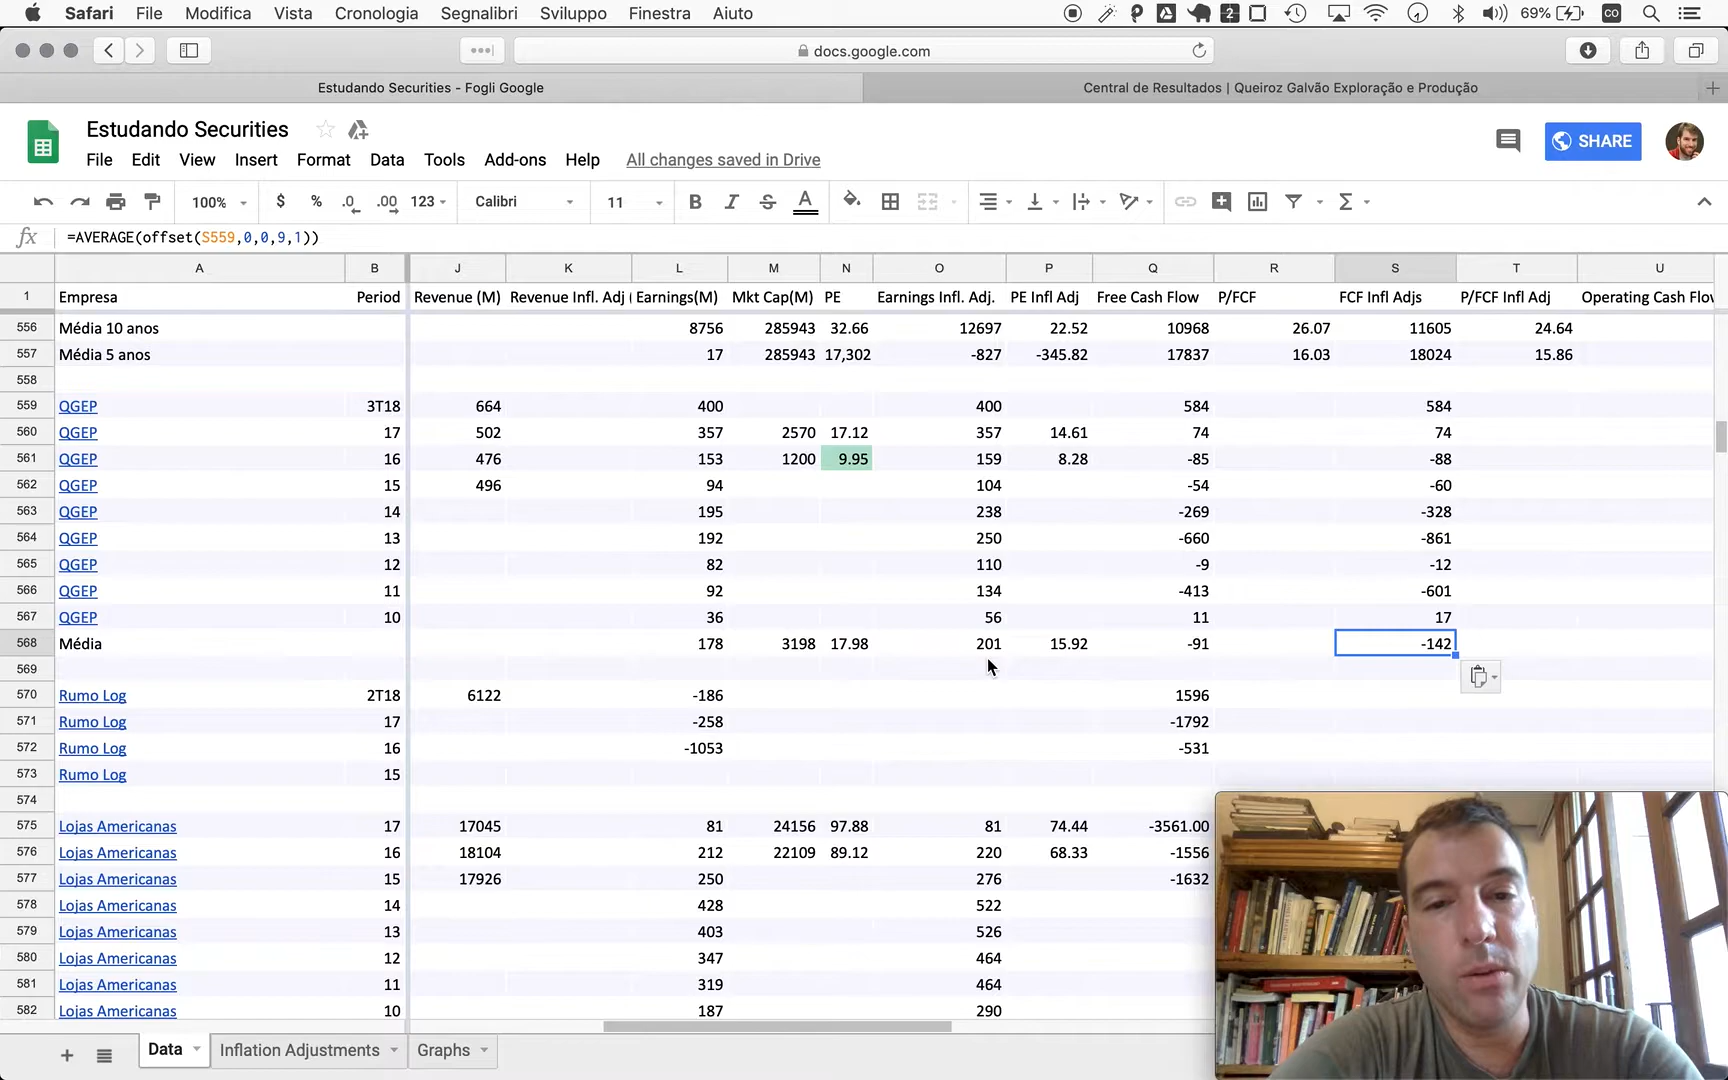 Safari File Modifica Vista Cronologia Segnalibri Sviluppo Finestra Aiuto 2 69% CO
docs.google.com
Estudando Securities - Fogli Google Central de Resultados | Queiroz Galvão Exploração e Produção
Estudando Securities
SHARE
File Edit View Insert Format Data Tools Add-ons Help All changes saved in Drive
100% $ % .0 .00 123 Calibri 11 B I S A
fx =AVERAGE(offset(S559,0,0,9,1))
A B J K L M N O P Q R S T U
1 Empresa Period Revenue (M) Revenue Infl. Adj ( Earnings(M) Mkt Cap(M) PE Earnings Infl. Adj. PE Infl Adj Free Cash Flow P/FCF FCF Infl Adjs P/FCF Infl Adj Operating Cash Flov
556 Média 10 anos 8756 285943 32.66 12697 22.52 10968 26.07 11605 24.64
557 Média 5 anos 17 285943 17,302 -827 -345.82 17837 16.03 18024 15.86
558
559 QGEP 3T18 664 400 400 584 584
560 QGEP 17 502 357 2570 17.12 357 14.61 74 74
561 QGEP 16 476 153 1200 9.95 159 8.28 -85 -88
562 QGEP 15 496 94 104 -54 -60
563 QGEP 14 195 238 -269 -328
564 QGEP 13 192 250 -660 -861
565 QGEP 12 82 110 -9 -12
566 QGEP 11 92 134 -413 -601
567 QGEP 10 36 56 11 17
568 Média 178 3198 17.98 201 15.92 -91 -142
569
570 Rumo Log 2T18 6122 -186 1596
571 Rumo Log 17 -258 -1792
572 Rumo Log 16 -1053 -531
573 Rumo Log 15
574
575 Lojas Americanas 17 17045 81 24156 97.88 81 74.44 -3561.00
576 Lojas Americanas 16 18104 212 22109 89.12 220 68.33 -1556
577 Lojas Americanas 15 17926 250 276 -1632
578 Lojas Americanas 14 428 522
579 Lojas Americanas 13 403 526
580 Lojas Americanas 12 347 464
581 Lojas Americanas 11 319 464
582 Lojas Americanas 10 187 290
Data Inflation Adjustments Graphs